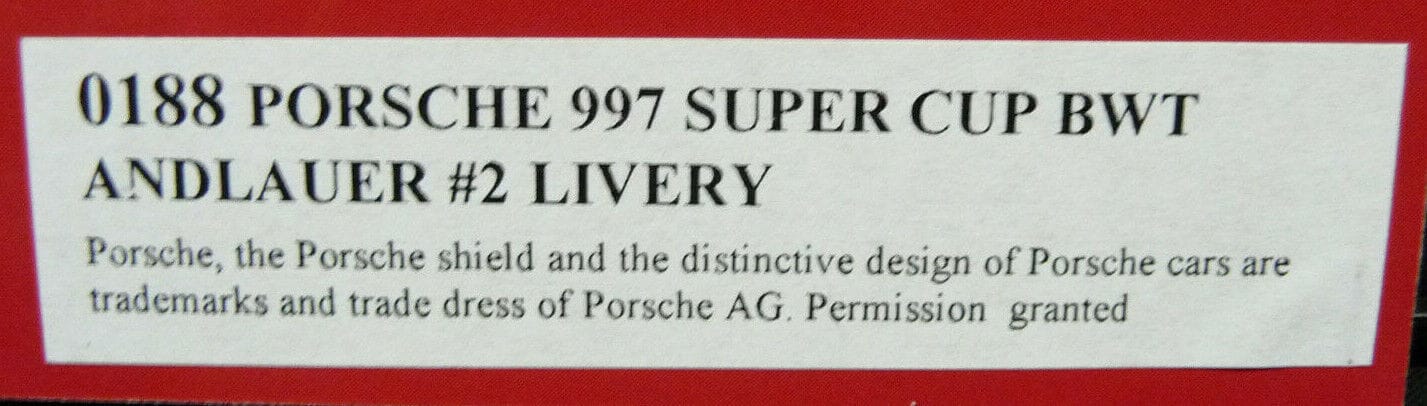 0188 PORSCHE 997 SUPER CUP BWT
ANDLAUER #2 LIVERY
Porsche, the Porsche shield and the distinctive design of Porsche cars are
trademarks and trade dress of Porsche AG. Permission granted